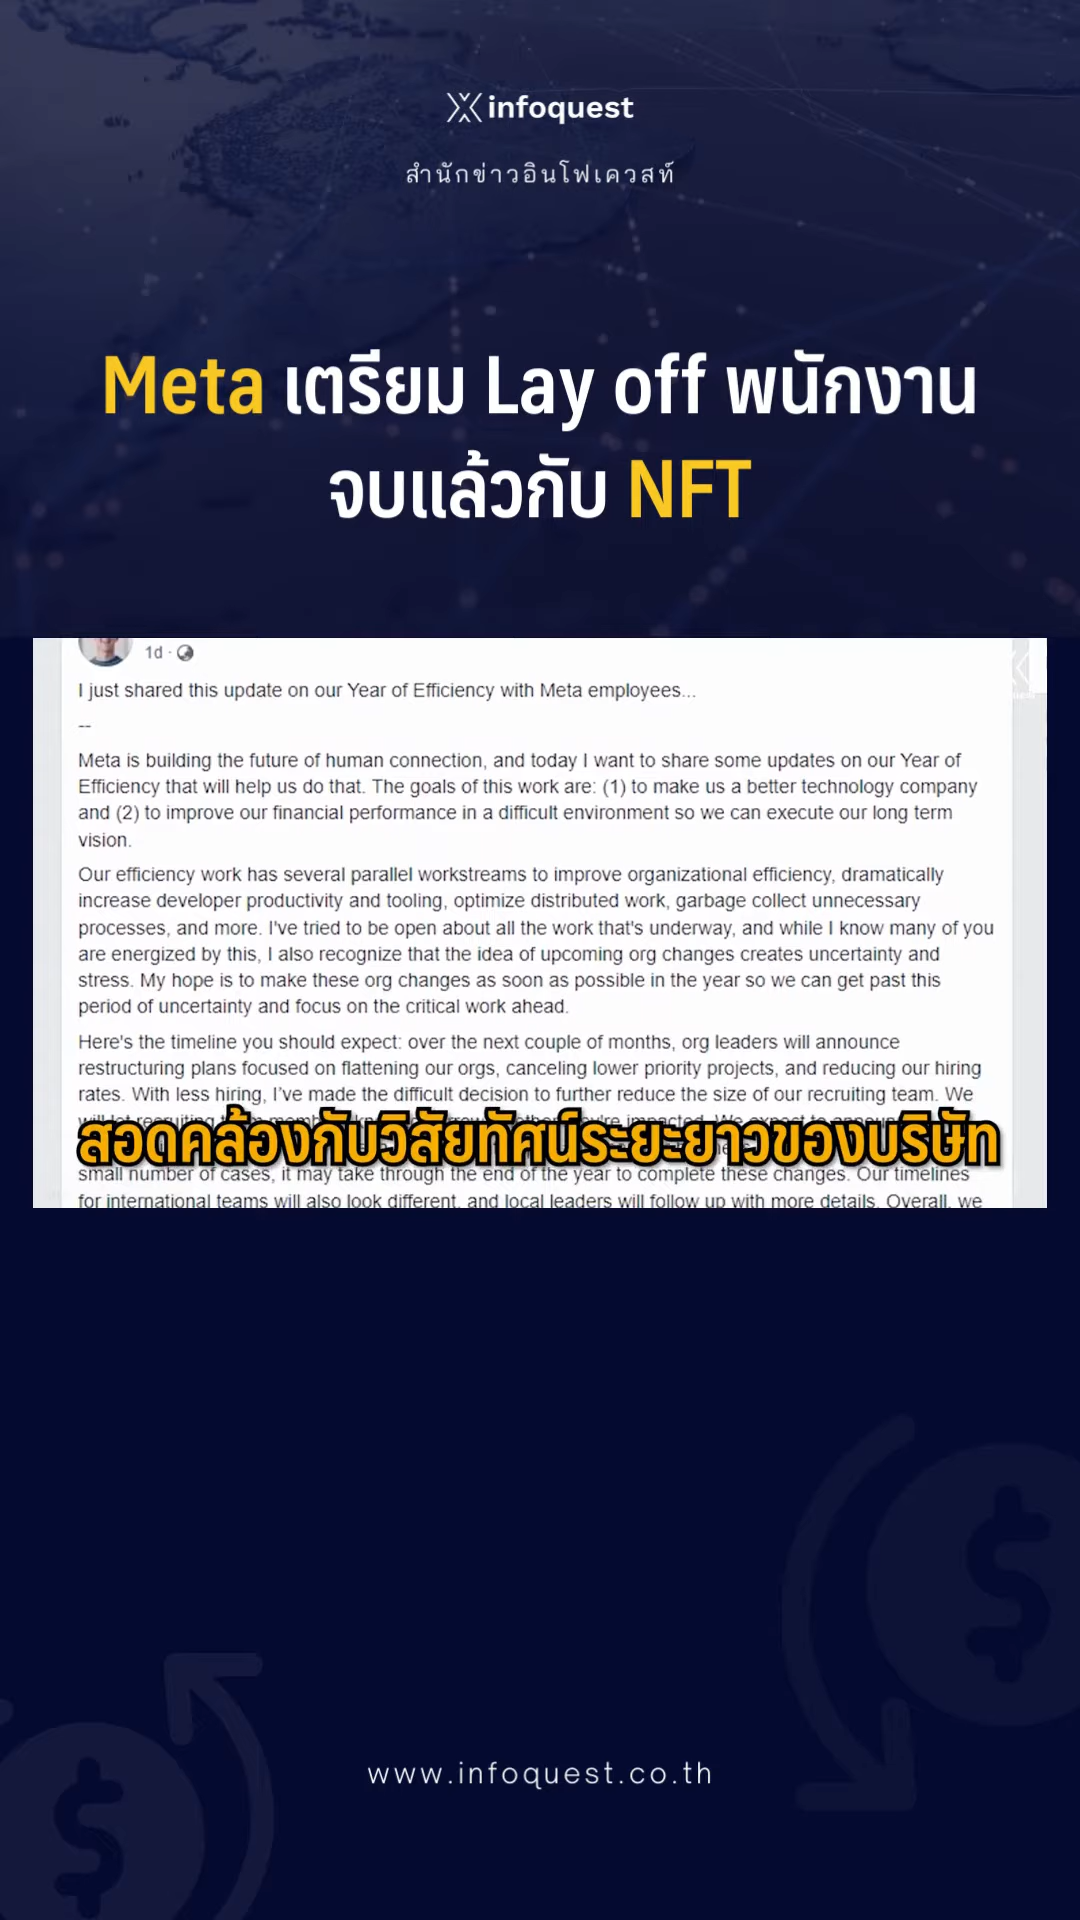 infoquest
สำนักข่าวอินโฟเควสท์
Meta เตรียม Lay off พนักงาน
จบแล้วกับ NFT
1d ·
I just shared this update on our Year of Efficiency with Meta employees...
--
Meta is building the future of human connection, and today I want to share some updates on our Year of
Efficiency that will help us do that. The goals of this work are: (1) to make us a better technology company
and (2) to improve our financial performance in a difficult environment so we can execute our long term
vision.
Our efficiency work has several parallel workstreams to improve organizational efficiency, dramatically
increase developer productivity and tooling, optimize distributed work, garbage collect unnecessary
processes, and more. I've tried to be open about all the work that's underway, and while I know many of you
are energized by this, I also recognize that the idea of upcoming org changes creates uncertainty and
stress. My hope is to make these org changes as soon as possible in the year so we can get past this
period of uncertainty and focus on the critical work ahead.
Here's the timeline you should expect: over the next couple of months, org leaders will announce
restructuring plans focused on flattening our orgs, canceling lower priority projects, and reducing our hiring
rates. With less hiring, I've made the difficult decision to further reduce the size of our recruiting team. We
สอดคล้องกับวิสัยทัศน์ระยะยาวของบริษัท
small number of cases, it may take through the end of the year to complete these changes. Our timelines
for international teams will also look different, and local leaders will follow up with more details. Overall, we
www.infoquest.co.th